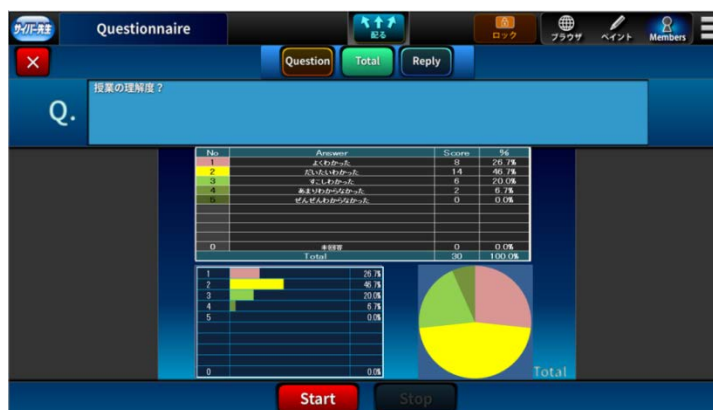 サイバー先生
Questionnaire
配る
ロック
ブラウザ
ペイント
Members
Question
Total
Reply
Q.
授業の理解度？
No Answer Score %
1 よくわかった 8 26.7%
2 だいたいわかった 14 46.7%
3 すこしわかった 6 20.0%
4 あまりわからなかった 2 6.7%
5 ぜんぜんわからなかった 0 0.0%
0 未回答 0 0.0%
Total 30 100.0%
1 26.7%
2 46.7%
3 20.0%
4 6.7%
5 0.0%
0 0.0%
Total
Start
Stop